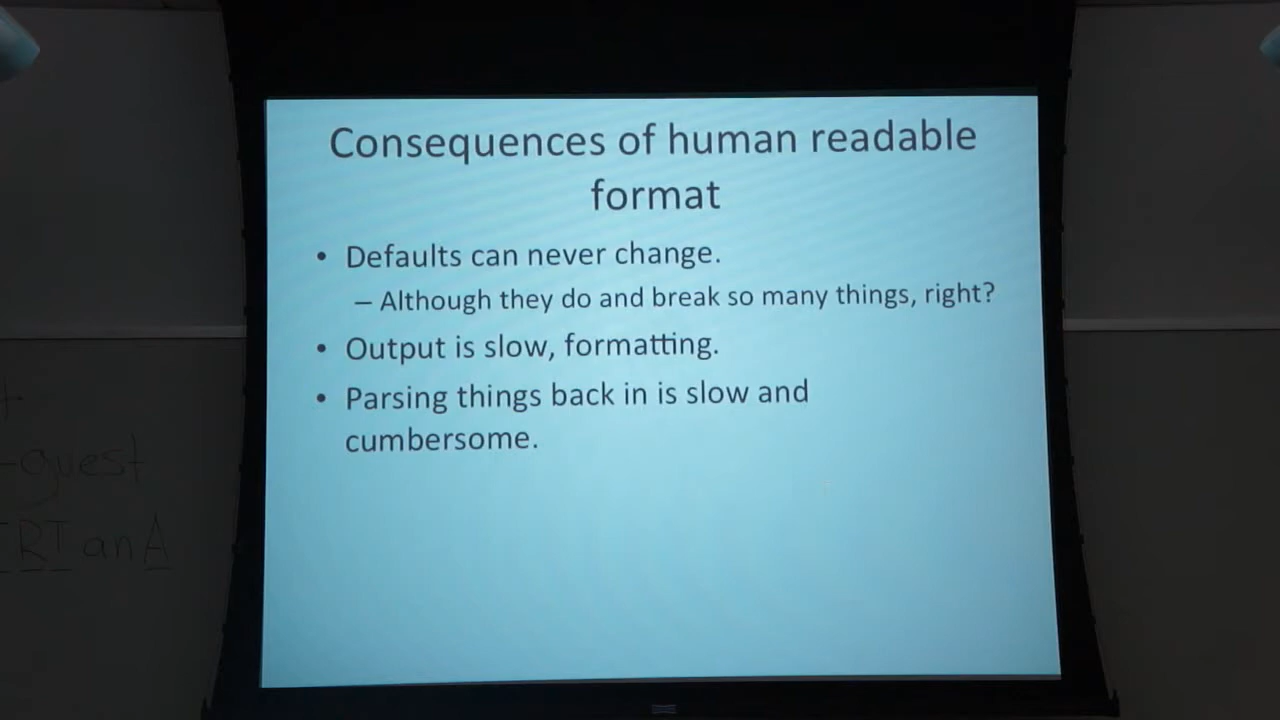 Consequences of human readable
format
• Defaults can never change.
– Although they do and break so many things, right?
• Output is slow, formatting.
• Parsing things back in is slow and
cumbersome.
-guest
RT an A